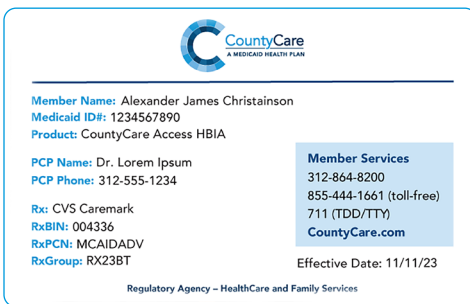 CountyCare
A MEDICAID HEALTH PLAN
Member Name: Alexander James Christainson
Medicaid ID#: 1234567890
Product: CountyCare Access HBIA
PCP Name: Dr. Lorem Ipsum
PCP Phone: 312-555-1234
Rx: CVS Caremark
RxBIN: 004336
RxPCN: MCAIDADV
RxGroup: RX23BT
Member Services
312-864-8200
855-444-1661 (toll-free)
711 (TDD/TTY)
CountyCare.com
Effective Date: 11/11/23
Regulatory Agency – HealthCare and Family Services